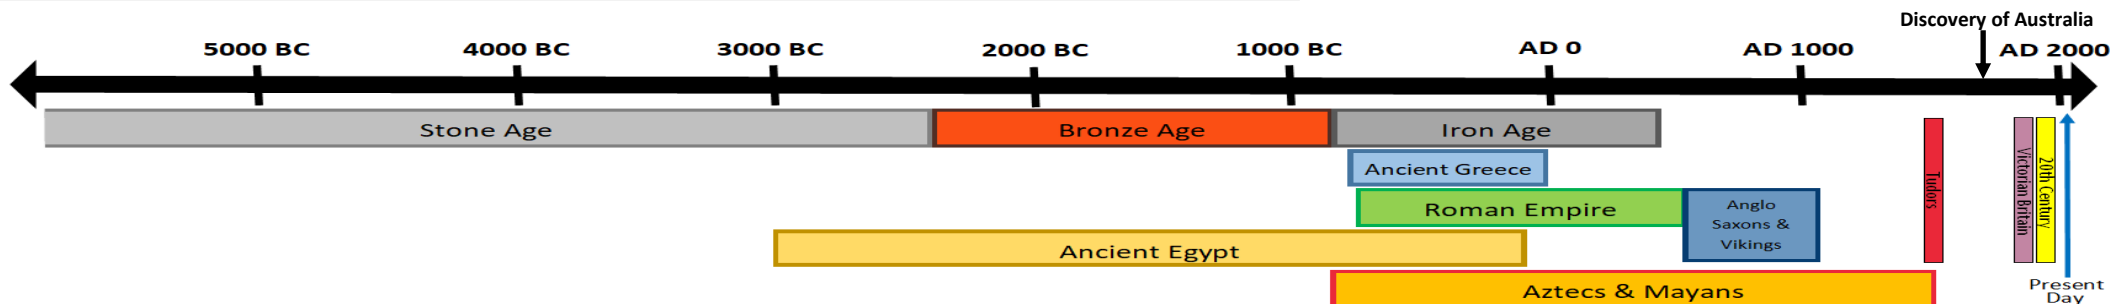 Discovery of Australia
5000 BC 4000 BC 3000 BC 2000 BC 1000 BC AD 0 AD 1000 AD 2000
Stone Age Bronze Age Iron Age
Ancient Greece
Roman Empire
Anglo
Saxons &
Vikings
Ancient Egypt
Aztecs & Mayans
Tudors
Victorian Britain
20th Century
Present
Day